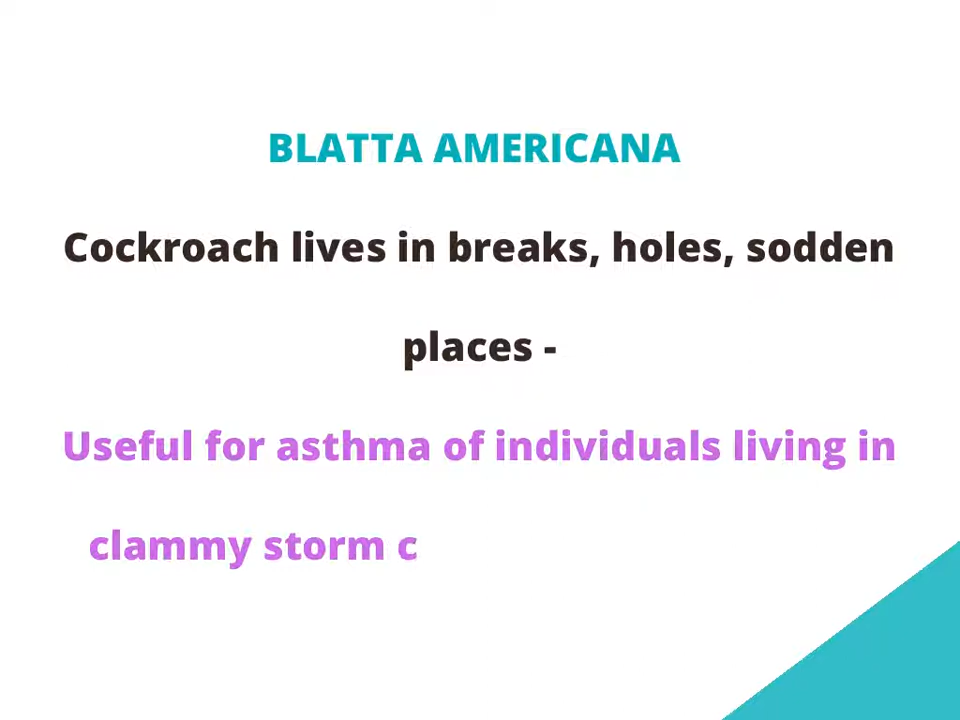 BLATTA AMERICANA
Cockroach lives in breaks, holes, sodden
places -
Useful for asthma of individuals living in
clammy storm c